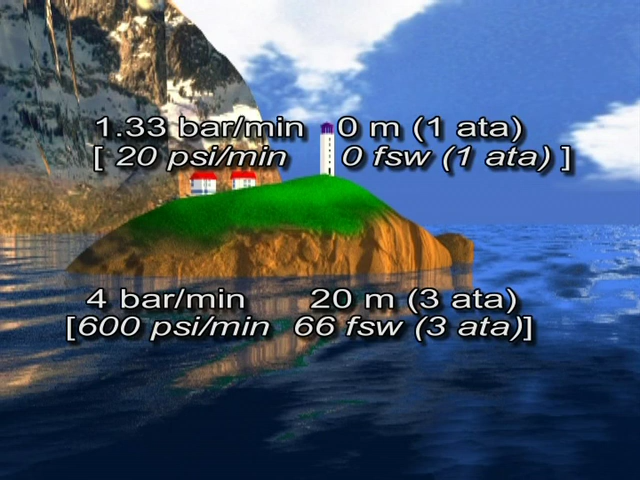 1.33 bar/min 0 m (1 ata)
[ 20 psi/min 0 fsw (1 ata) ]
4 bar/min 20 m (3 ata)
[600 psi/min 66 fsw (3 ata)]